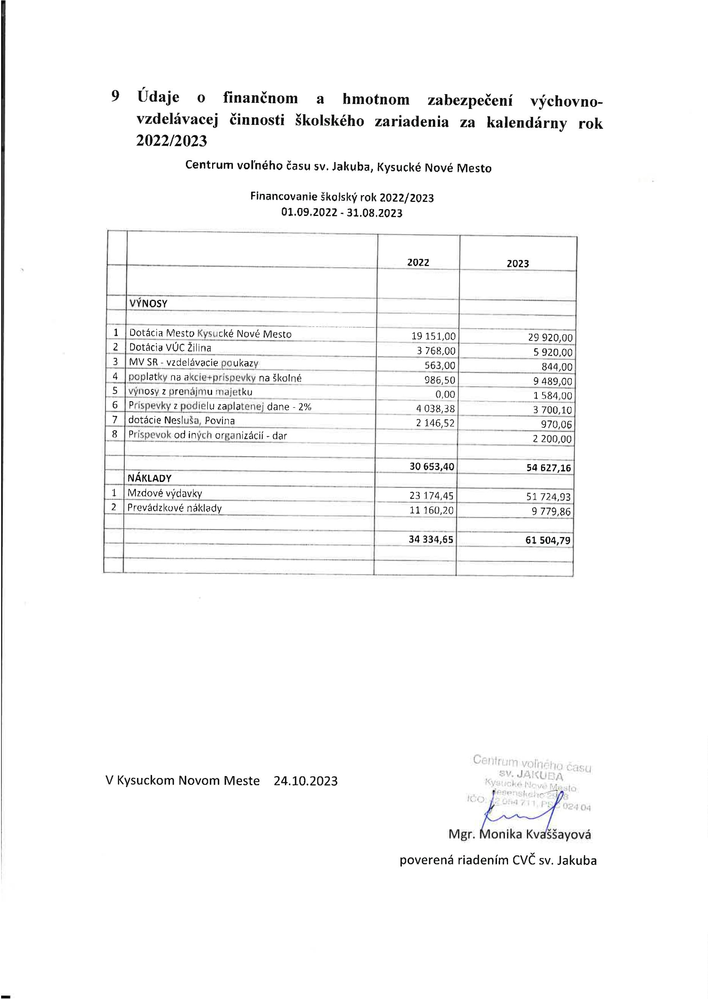 9 Údaje o finančnom a hmotnom zabezpečení výchovno-
vzdelávacej činnosti školského zariadenia za kalendárny rok
2022/2023
Centrum voľného času sv. Jakuba, Kysucké Nové Mesto
Financovanie školský rok 2022/2023
01.09.2022 - 31.08.2023
2022 2023
VÝNOSY
1 Dotácia Mesto Kysucké Nové Mesto 19 151,00 29 920,00
2 Dotácia VÚC Žilina 3 768,00 5 920,00
3 MV SR - vzdelávacie poukazy 563,00 844,00
4 poplatky na akcie+príspevky na školné 986,50 9 489,00
5 výnosy z prenájmu majetku 0,00 1 584,00
6 Príspevky z podielu zaplatenej dane - 2% 4 038,38 3 700,10
7 dotácie Nesluša, Povina 2 146,52 970,06
8 Príspevok od iných organizácií - dar 2 200,00
30 653,40 54 627,16
NÁKLADY
1 Mzdové výdavky 23 174,45 51 724,93
2 Prevádzkové náklady 11 160,20 9 779,86
34 334,65 61 504,79
Centrum voľného času
sv. JAKUBA
Kysucké Nové Mesto
IČO: 024 04
V Kysuckom Novom Meste 24.10.2023
Mgr. Monika Kvaššayová
poverená riadením CVČ sv. Jakuba